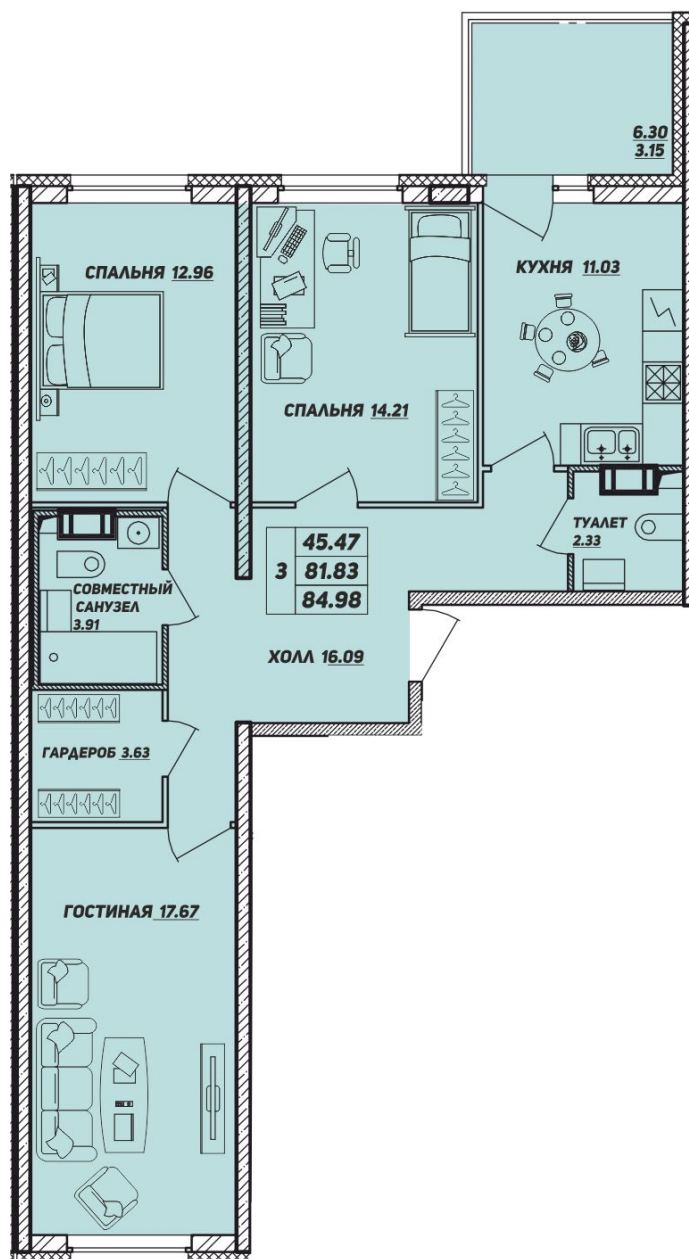 6.30
3.15
СПАЛЬНЯ 12.96
КУХНЯ 11.03
СПАЛЬНЯ 14.21
ТУАЛЕТ
2.33
45.47
3 81.83
84.98
СОВМЕСТНЫЙ
САНУЗЕЛ
3.91
ХОЛЛ 16.09
ГАРДЕРОБ 3.63
ГОСТИНАЯ 17.67